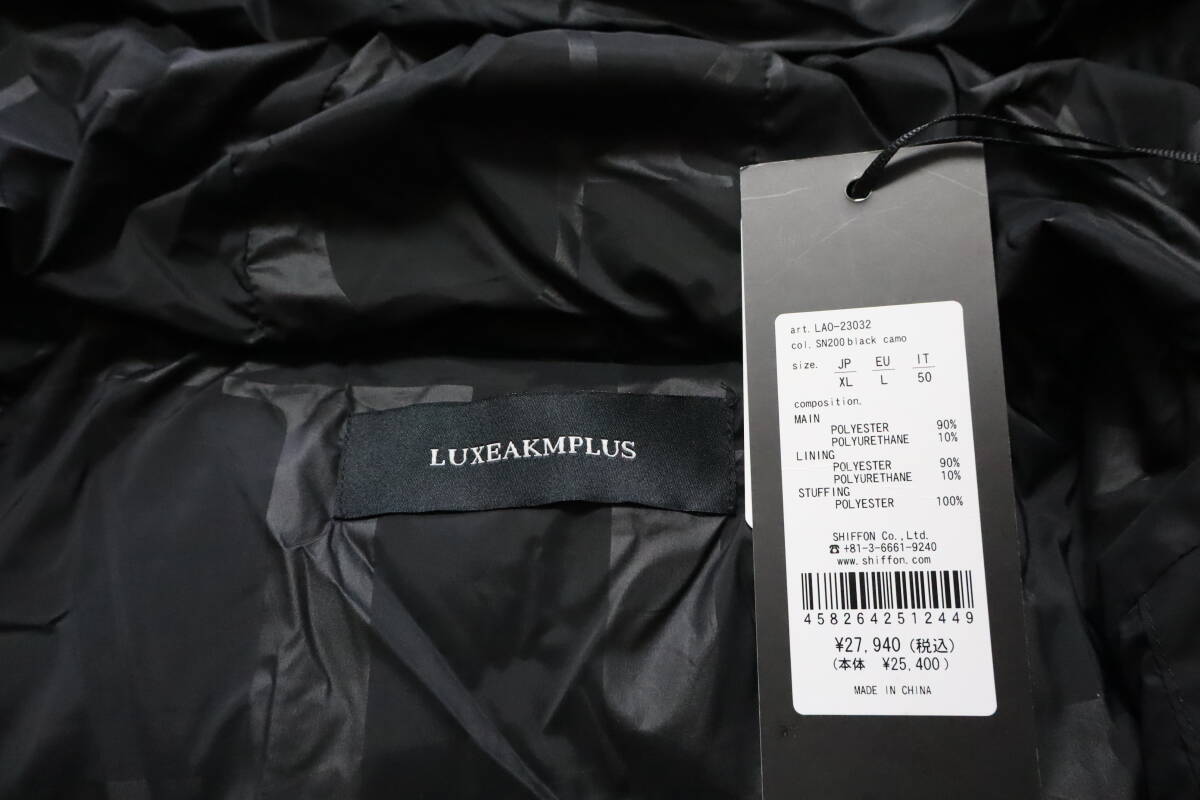 LUXEAKMPLUS
art. LAO-23032
col. SN200 black camo
size. JP EU IT
XL L 50
composition.
MAIN
POLYESTER 90%
POLYURETHANE 10%
LINING
POLYESTER 90%
POLYURETHANE 10%
STUFFING
POLYESTER 100%
SHIFFON Co.,Ltd.
☎ +81-3-6661-9240
www.shiffon.com
4582642512449
¥27,940 (税込)
(本体 ¥25,400)
MADE IN CHINA